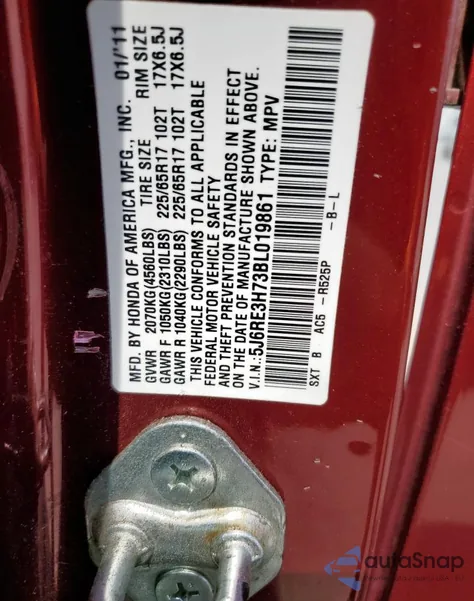 MFD. BY HONDA OF AMERICA MFG., INC. 01/'11
TIRE SIZE RIM SIZE
GVWR 2070KG(4560LBS)
GAWR F 1050KG(2310LBS) 225/65R17 102T 17X6.5J
GAWR R 1040KG(2290LBS) 225/65R17 102T 17X6.5J
THIS VEHICLE CONFORMS TO ALL APPLICABLE
FEDERAL MOTOR VEHICLE SAFETY
AND THEFT PREVENTION STANDARDS IN EFFECT
ON THE DATE OF MANUFACTURE SHOWN ABOVE.
V.I.N.:5J6RE3H73BL019861 TYPE: MPV
SXT B AC5 -R525P -B-L
autaSnap